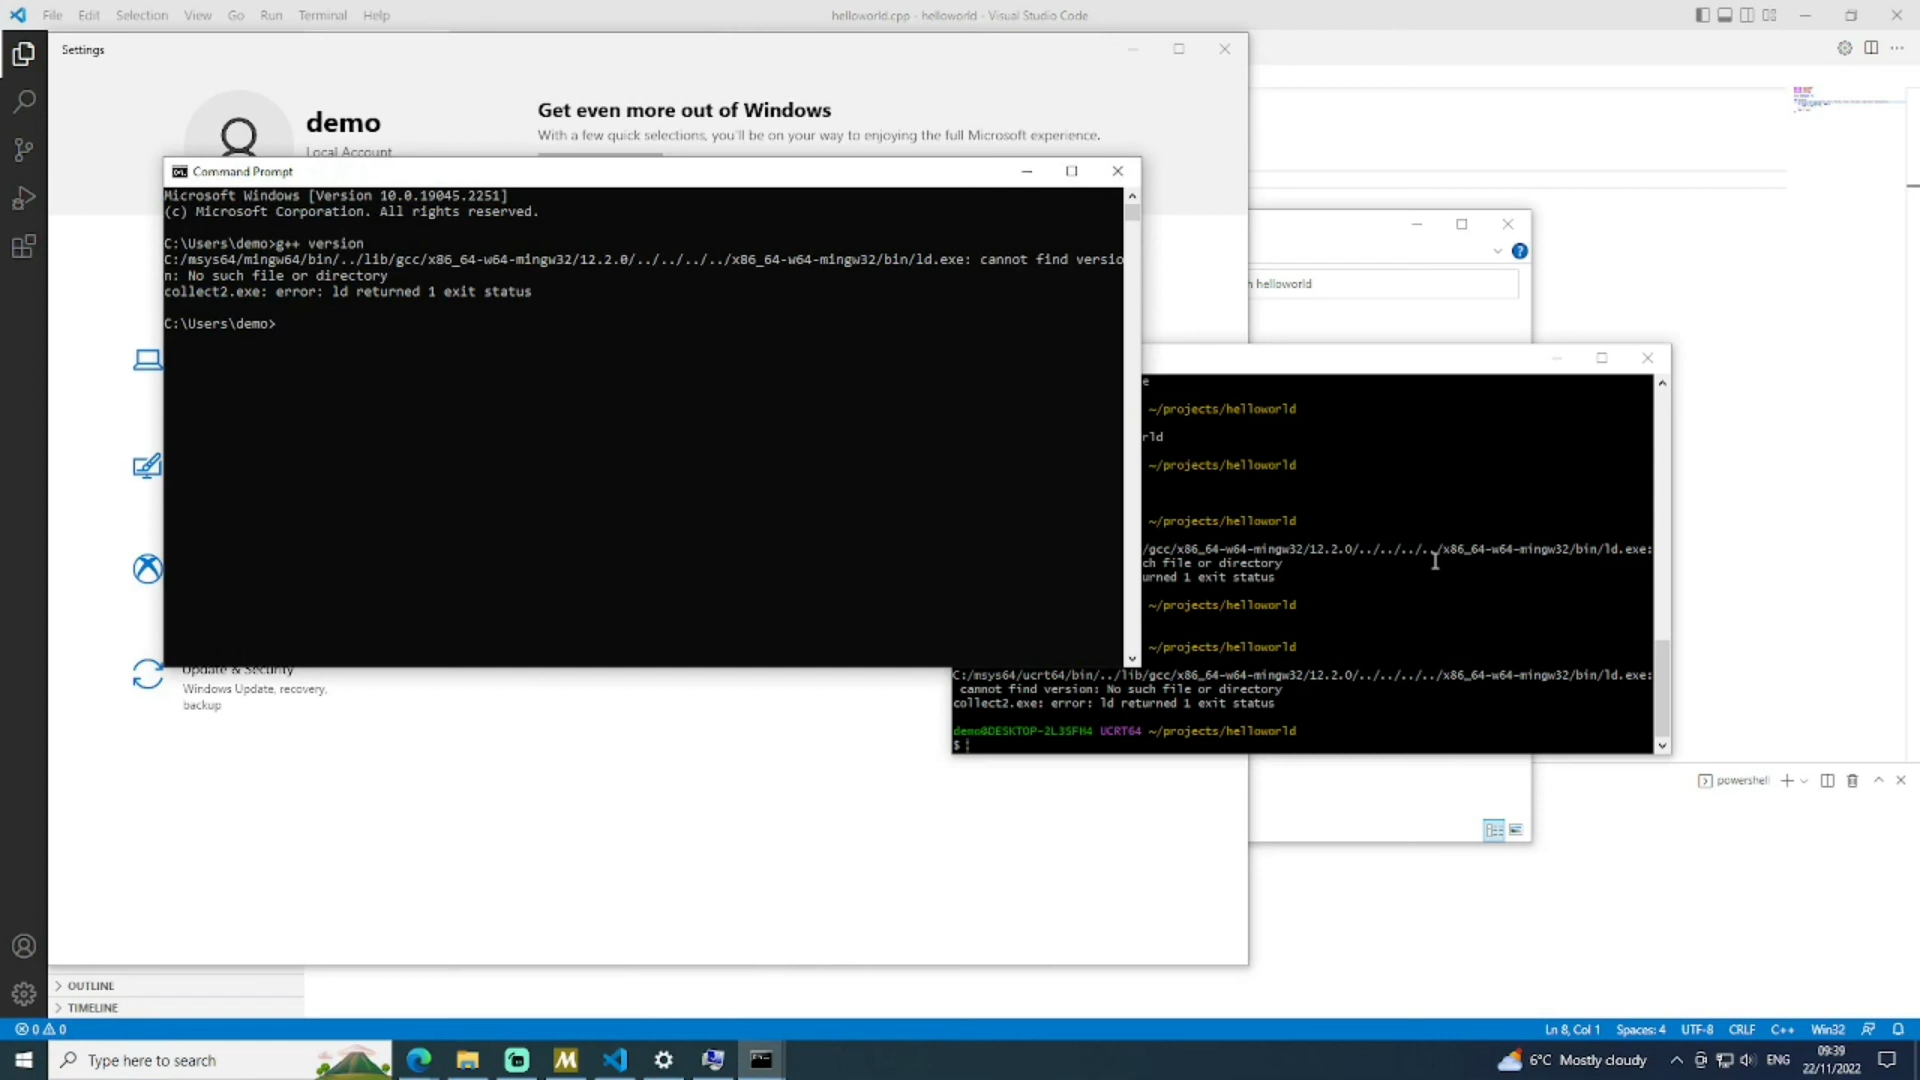 File Edit Selection View Go Run Terminal Help
helloworld.cpp - helloworld - Visual Studio Code
Settings
demo
Local Account
Get even more out of Windows
With a few quick selections, you'll be on your way to enjoying the full Microsoft experience.
Command Prompt
Microsoft Windows [Version 10.0.19045.2251]
(c) Microsoft Corporation. All rights reserved.
C:\Users\demo>g++ version
C:/msys64/mingw64/bin/../lib/gcc/x86_64-w64-mingw32/12.2.0/../../../../x86_64-w64-mingw32/bin/ld.exe: cannot find versio
n: No such file or directory
collect2.exe: error: ld returned 1 exit status
C:\Users\demo>
helloworld
e
~/projects/helloworld
rld
~/projects/helloworld
~/projects/helloworld
/gcc/x86_64-w64-mingw32/12.2.0/../../../../x86_64-w64-mingw32/bin/ld.exe:
ch file or directory
urned 1 exit status
~/projects/helloworld
~/projects/helloworld
C:/msys64/ucrt64/bin/../lib/gcc/x86_64-w64-mingw32/12.2.0/../../../../x86_64-w64-mingw32/bin/ld.exe:
cannot find version: No such file or directory
collect2.exe: error: ld returned 1 exit status
demo@DESKTOP-2L3SFH4 UCRT64 ~/projects/helloworld
$
Update & Security
Windows Update, recovery,
backup
powershell
OUTLINE
TIMELINE
0 0
Ln 8, Col 1 Spaces: 4 UTF-8 CRLF C++ Win32
Type here to search
6°C Mostly cloudy
ENG
09:39
22/11/2022